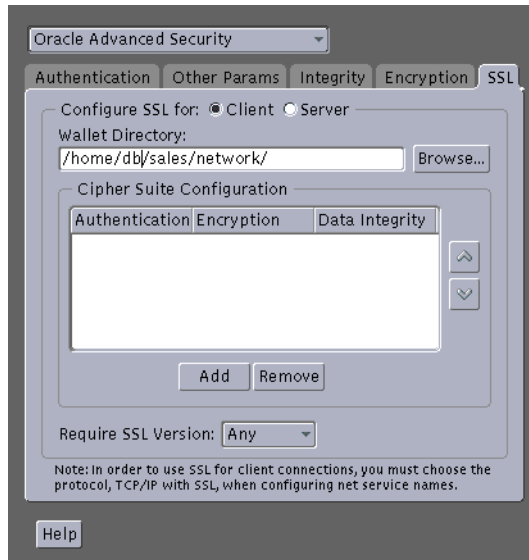 Oracle Advanced Security
Authentication Other Params Integrity Encryption SSL
Configure SSL for: Client Server
Wallet Directory:
/home/db/sales/network/ Browse...
Cipher Suite Configuration
Authentication Encryption Data Integrity
Add Remove
Require SSL Version: Any
Note: In order to use SSL for client connections, you must choose the
protocol, TCP/IP with SSL, when configuring net service names.
Help